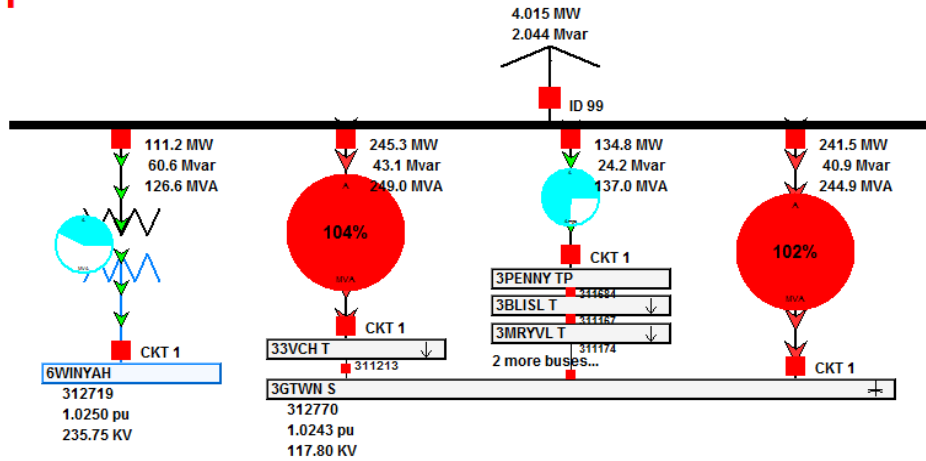 4.015 MW
2.044 Mvar
ID 99
111.2 MW
60.6 Mvar
126.6 MVA
245.3 MW
43.1 Mvar
249.0 MVA
134.8 MW
24.2 Mvar
137.0 MVA
241.5 MW
40.9 Mvar
244.9 MVA
A
104%
MVA
A
102%
MVA
CKT 1
6WINYAH
312719
1.0250 pu
235.75 KV
CKT 1
33VCH T
311213
CKT 1
3PENNY TP
311684
3BLISL T
311167
3MRYVL T
311174
2 more buses...
CKT 1
3GTWN S
312770
1.0243 pu
117.80 KV